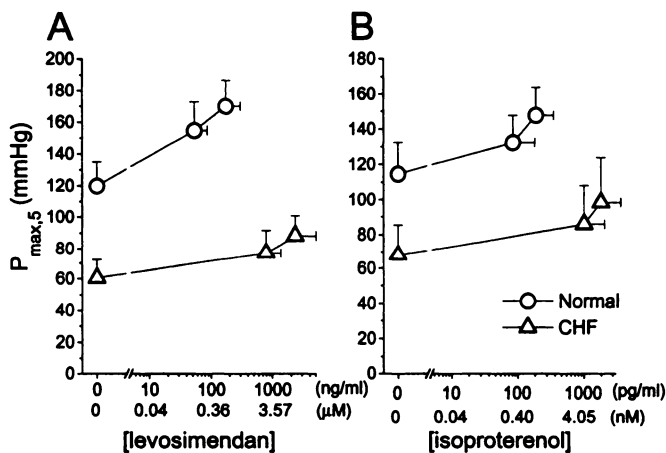 A
B
P max,5 (mmHg)
200
180
160
140
120
100
80
60
40
20
0
0 10 100 1000 (ng/ml)
0 0.04 0.36 3.57 (μM)
[levosimendan]
180
160
140
120
100
80
60
40
20
0
Normal
CHF
0 10 100 1000 (pg/ml)
0 0.04 0.40 4.05 (nM)
[isoproterenol]